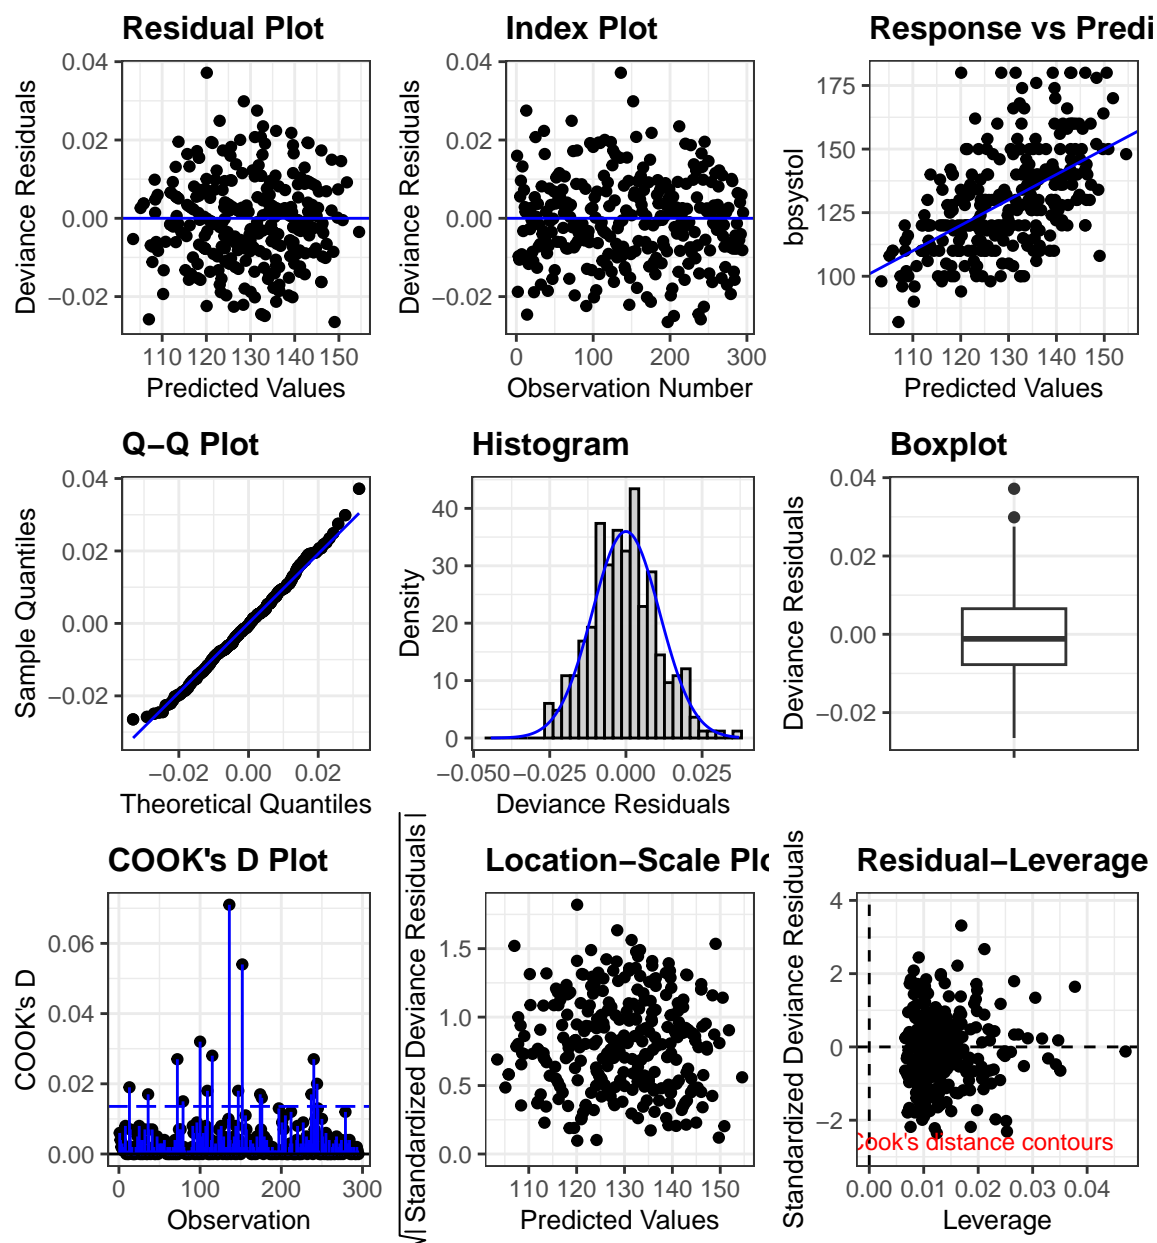 Residual Plot
Deviance Residuals
0.04
0.02
0.00
−0.02
110 120 130 140 150
Predicted Values
Index Plot
Deviance Residuals
0.04
0.02
0.00
−0.02
0 100 200 300
Observation Number
Response vs Predi
bpsystol
175
150
125
100
110 120 130 140 150
Predicted Values
Q−Q Plot
Sample Quantiles
0.04
0.02
0.00
−0.02
−0.02 0.00 0.02
Theoretical Quantiles
Histogram
Density
40
30
20
10
0
−0.050 −0.025 0.000 0.025
Deviance Residuals
Boxplot
Deviance Residuals
0.04
0.02
0.00
−0.02
COOK's D Plot
COOK's D
0.06
0.04
0.02
0.00
0 100 200 300
Observation
Location−Scale Plo
√| Standardized Deviance Residuals |
1.5
1.0
0.5
0.0
110 120 130 140 150
Predicted Values
Residual−Leverage
Standardized Deviance Residuals
4
2
0
−2
Cook's distance contours
0.00 0.01 0.02 0.03 0.04
Leverage